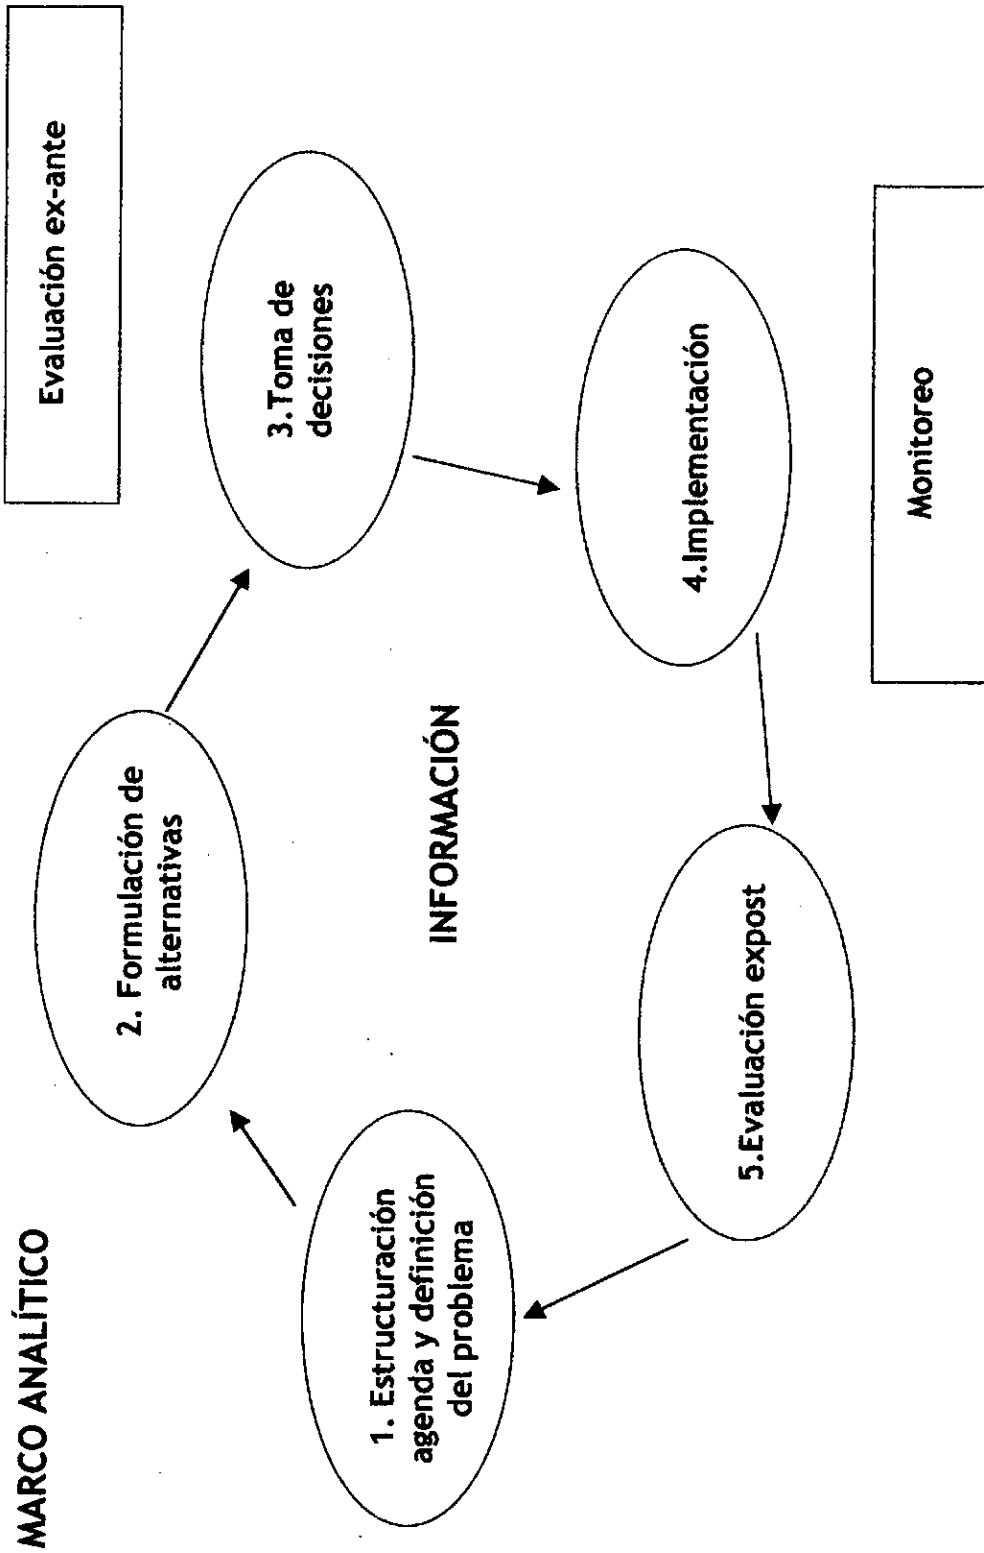 MARCO ANALÍTICO
Evaluación ex-ante
2. Formulación de
alternativas
3.Toma de
decisiones
1. Estructuración
agenda y definición
del problema
INFORMACIÓN
4.Implementación
5.Evaluación expost
Monitoreo